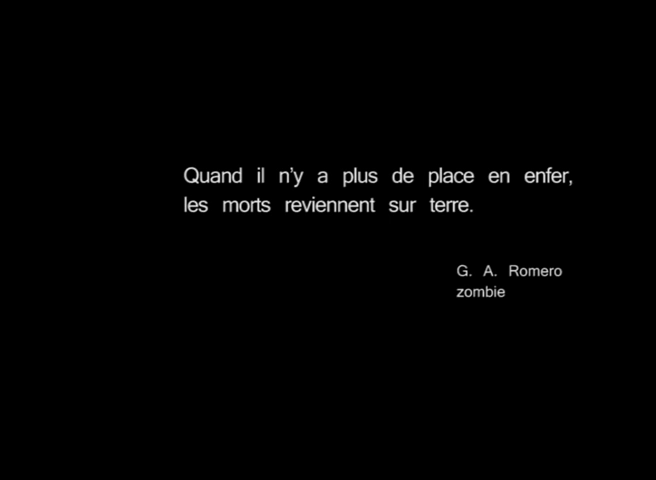 Quand il n'y a plus de place en enfer,
les morts reviennent sur terre.
G. A. Romero
zombie